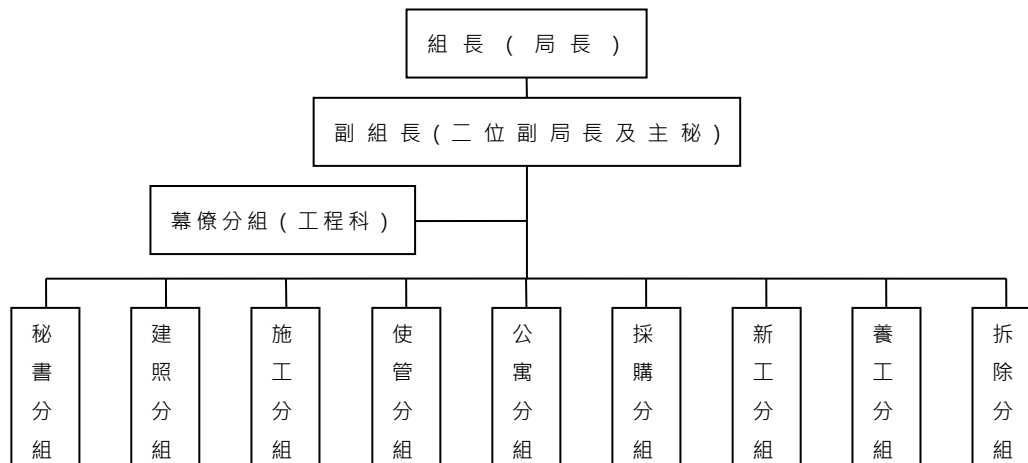 組長(局長)
副組長(二位副局長及主秘)
幕僚分組(工程科)
秘書分組
建照分組
施工分組
使管分組
公寓分組
採購分組
新工分組
養工分組
拆除分組